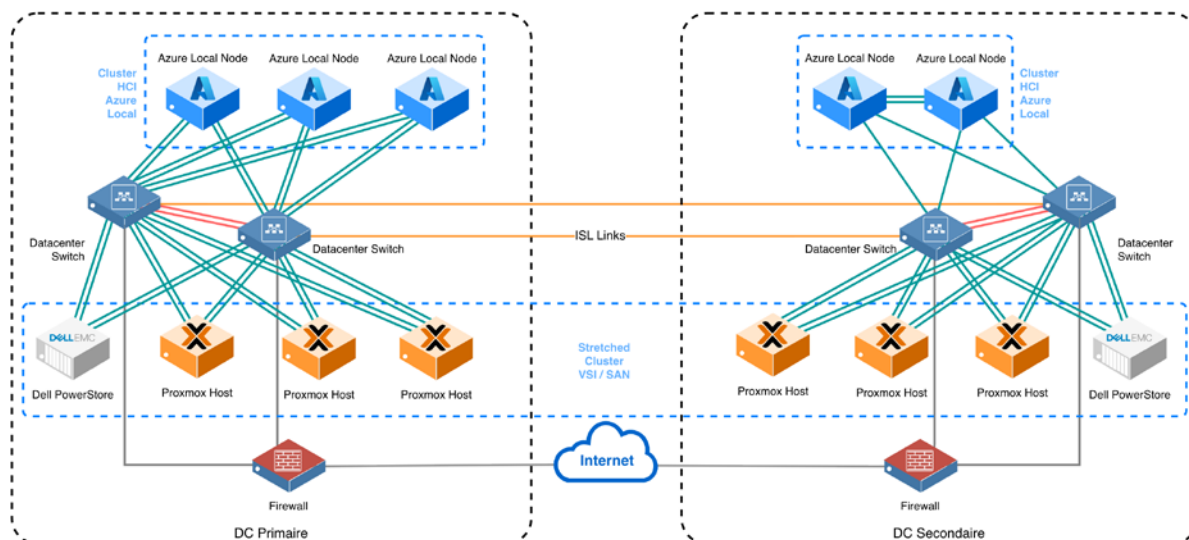 Azure Local Node
Azure Local Node
Azure Local Node
Cluster
HCI
Azure
Local
Azure Local Node
Azure Local Node
Cluster
HCI
Azure
Local
Datacenter
Switch
Datacenter Switch
ISL Links
Datacenter Switch
Datacenter
Switch
DELLEMC
Dell PowerStore
Proxmox Host
Proxmox Host
Proxmox Host
Stretched
Cluster
VSI / SAN
Proxmox Host
Proxmox Host
Proxmox Host
DELLEMC
Dell PowerStore
Firewall
Internet
Firewall
DC Primaire
DC Secondaire